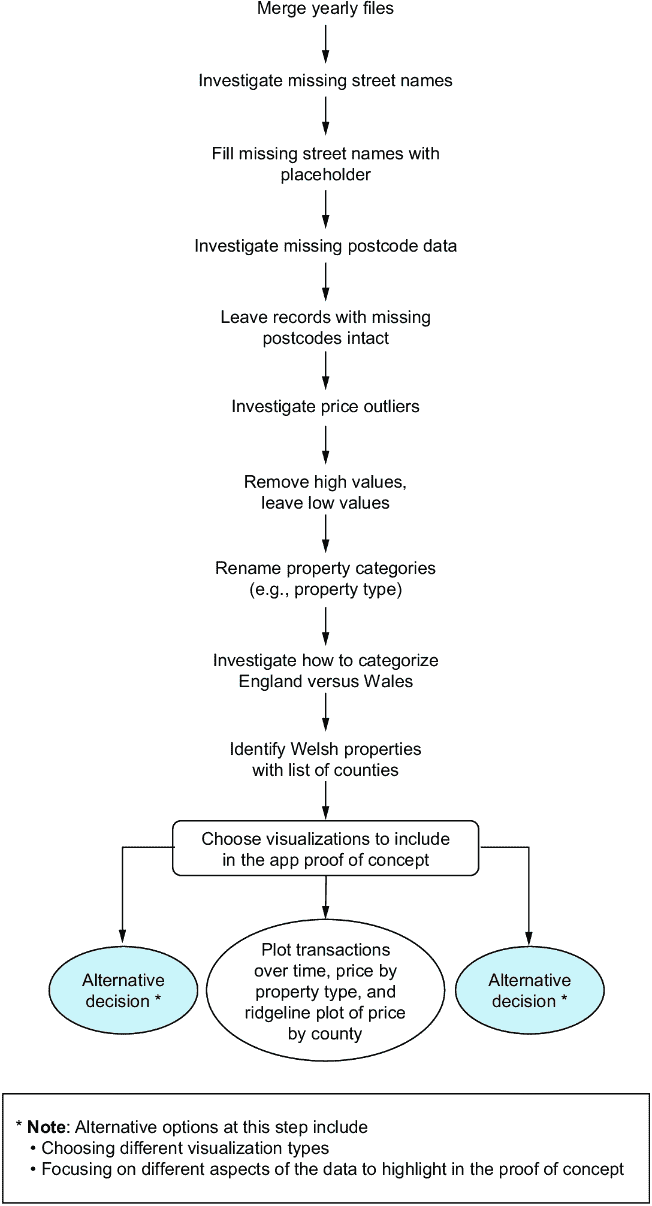 Merge yearly files
Investigate missing street names
Fill missing street names with
placeholder
Investigate missing postcode data
Leave records with missing
postcodes intact
Investigate price outliers
Remove high values,
leave low values
Rename property categories
(e.g., property type)
Investigate how to categorize
England versus Wales
Identify Welsh properties
with list of counties
Choose visualizations to include
in the app proof of concept
Alternative
decision *
Plot transactions
over time, price by
property type, and
ridgeline plot of price
by county
Alternative
decision *
* Note: Alternative options at this step include
• Choosing different visualization types
• Focusing on different aspects of the data to highlight in the proof of concept